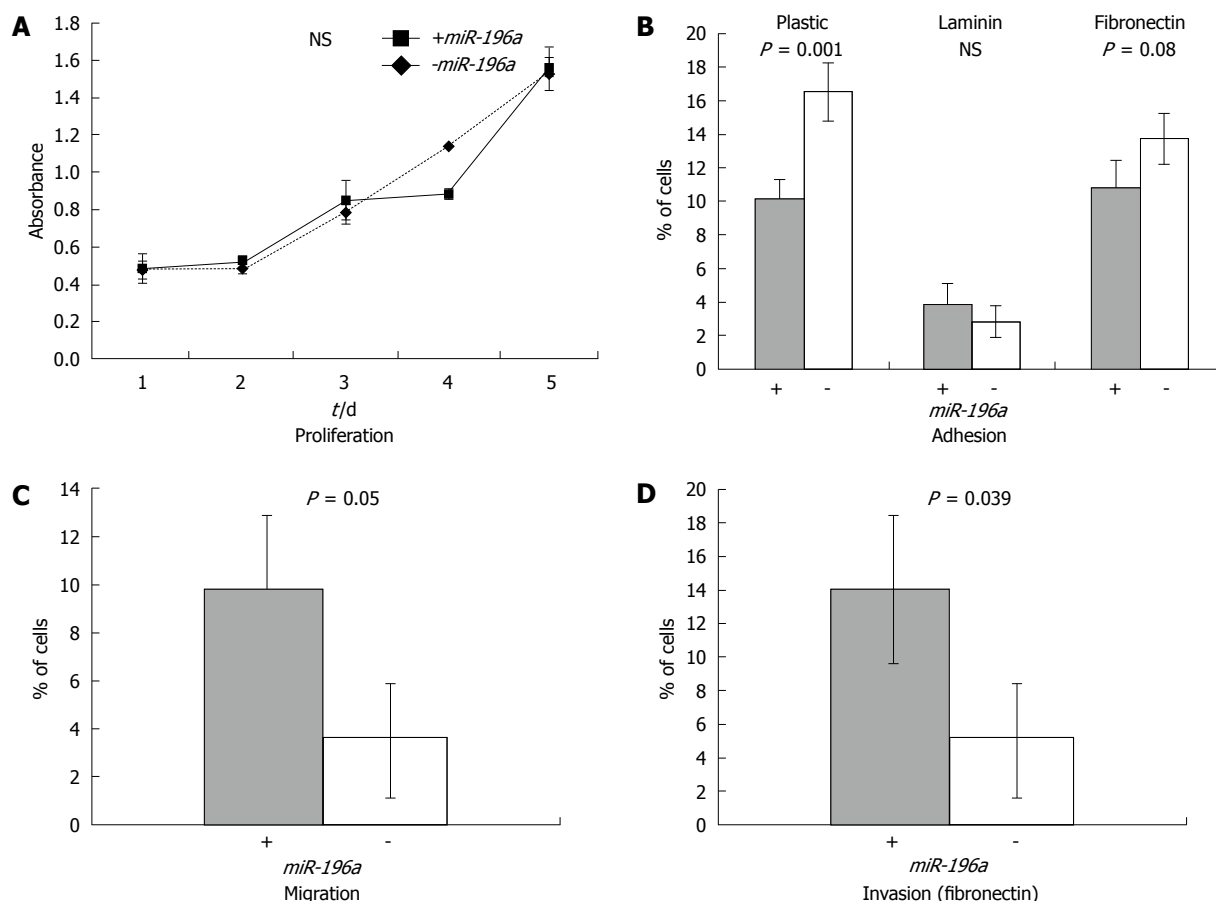 A
1.8
1.6
1.4
1.2
1.0
0.8
0.6
0.4
0.2
0.0
Absorbance
NS
+miR-196a
-miR-196a
1 2 3 4 5
t/d
Proliferation
B
20
18
16
14
12
10
8
6
4
2
0
% of cells
Plastic Laminin Fibronectin
P = 0.001 NS P = 0.08
+ - + - + -
miR-196a
Adhesion
C
14
12
10
8
6
4
2
0
% of cells
P = 0.05
+ -
miR-196a
Migration
D
20
18
16
14
12
10
8
6
4
2
0
% of cells
P = 0.039
+ -
miR-196a
Invasion (fibronectin)